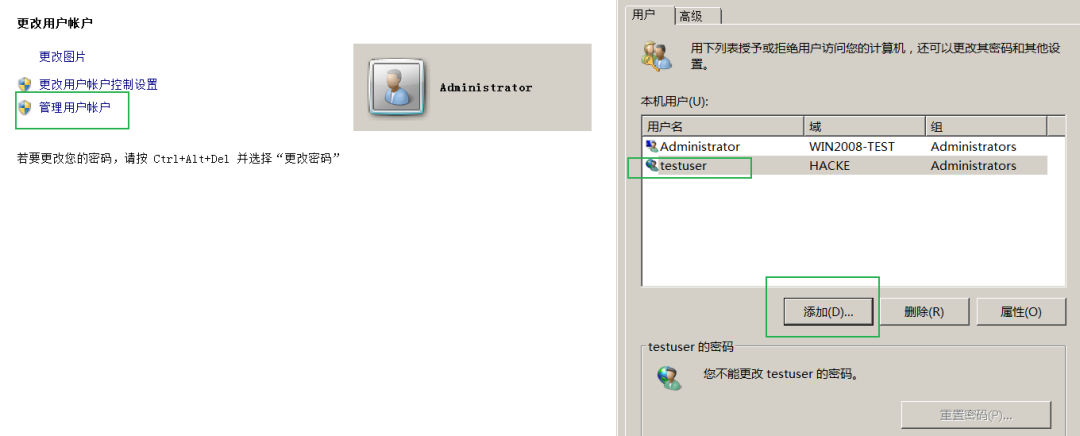 更改用户帐户
更改图片
更改用户帐户控制设置
管理用户帐户
Administrator
若要更改您的密码，请按 Ctrl+Alt+Del 并选择“更改密码”
用户
高级
用下列表授予或拒绝用户访问您的计算机，还可以更改其密码和其他设
置。
本机用户(U):
用户名 域 组
Administrator WIN2008-TEST Administrators
testuser HACKE Administrators
添加(D)... 删除(R) 属性(O)
testuser 的密码
您不能更改 testuser 的密码。
重置密码(P)...